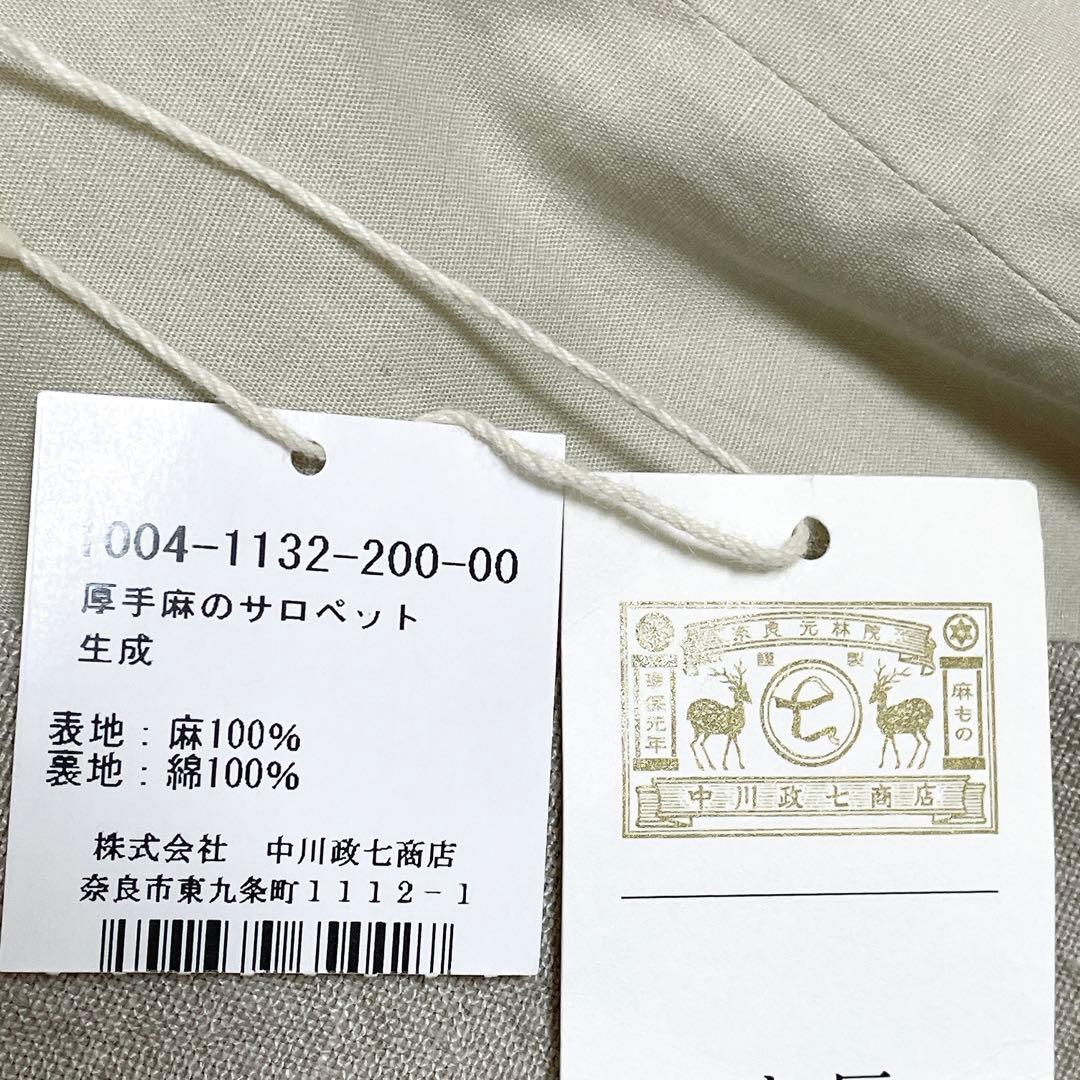 1004-1132-200-00
厚手麻のサロペット
生成
表地：麻100%
裏地：綿100%
株式会社　中川政七商店
奈良市東九条町１１１２－１
奈良元林院
謹製
享保元年
七
麻もの
中川政七商店